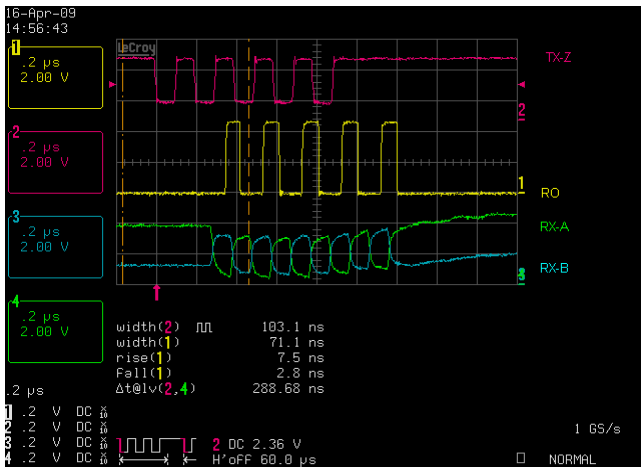 16-Apr-09
14:56:43
LeCroy
1
.2 µs
2.00 V
TX-Z
2
.2 µs
2.00 V
2
1
RO
3
.2 µs
2.00 V
RX-A
RX-B
3
4
.2 µs
2.00 V
width(2) 103.1 ns
width(1) 71.1 ns
rise(1) 7.5 ns
fall(1) 2.8 ns
Δt@lv(2,4) 288.68 ns
.2 µs
1 .2 V DC X10
2 .2 V DC X10
3 .2 V DC X10
4 .2 V DC X10
2 DC 2.36 V
H'off 60.0 µs
1 GS/s
NORMAL